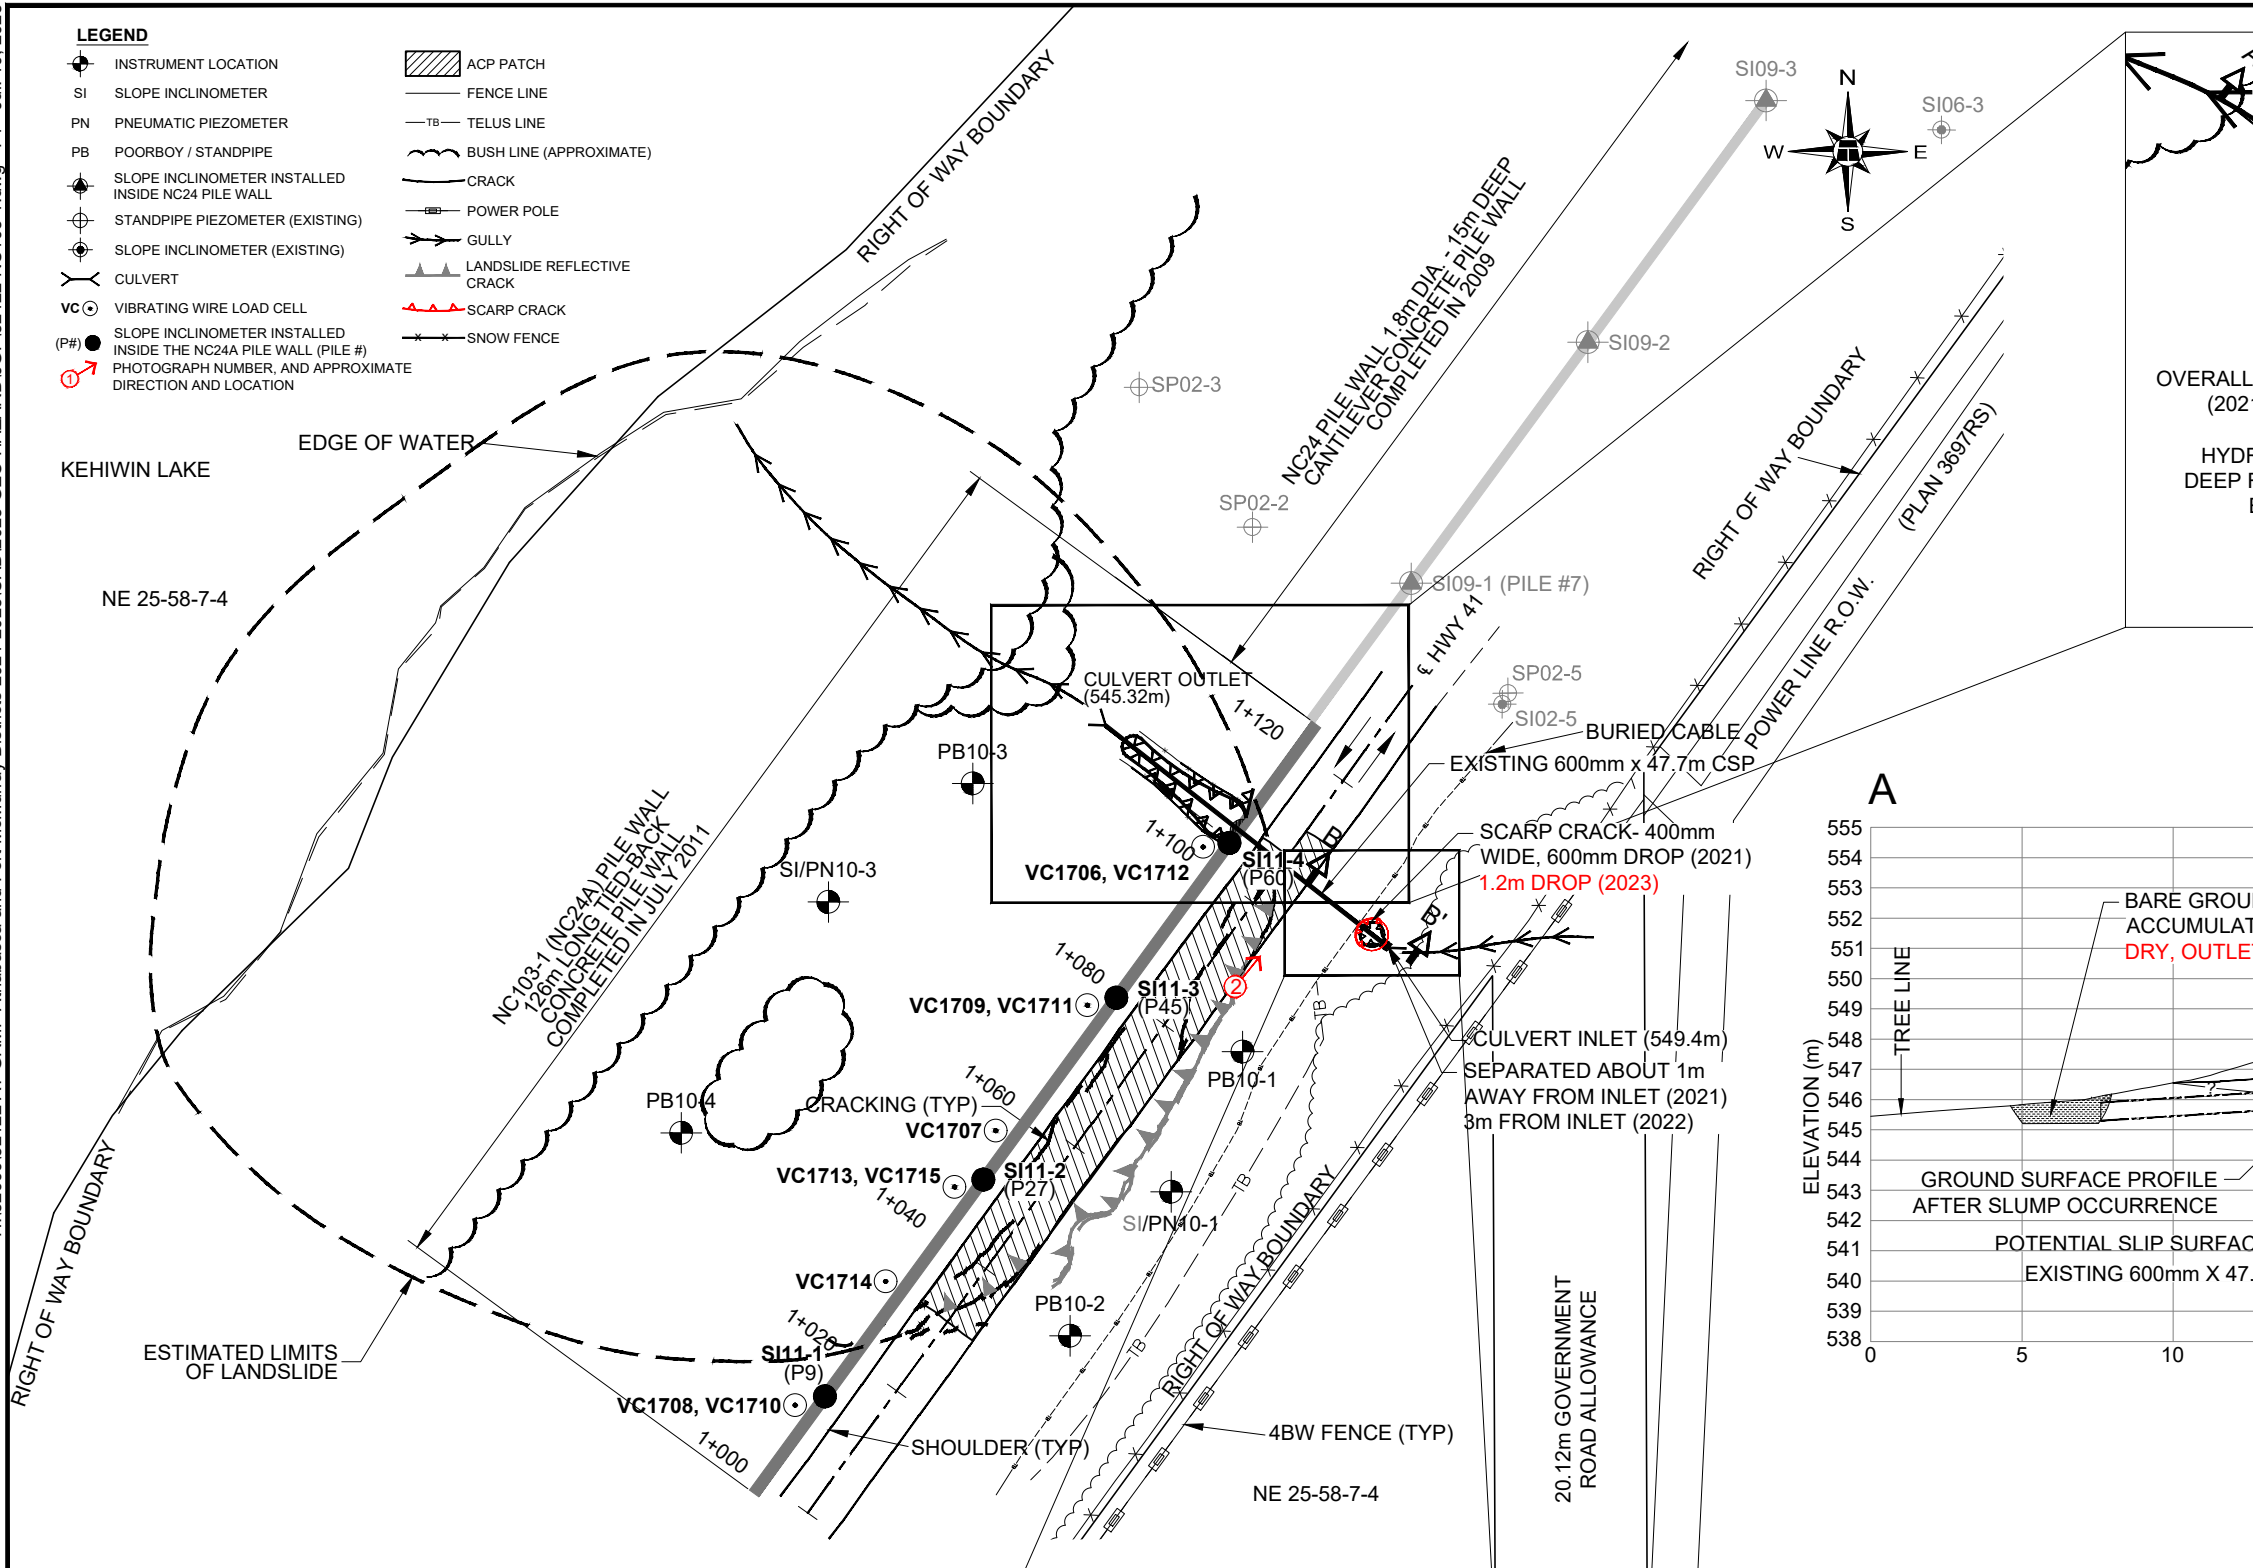 LEGEND
INSTRUMENT LOCATION
SI SLOPE INCLINOMETER
PN PNEUMATIC PIEZOMETER
PB POORBOY / STANDPIPE
SLOPE INCLINOMETER INSTALLED
INSIDE NC24 PILE WALL
STANDPIPE PIEZOMETER (EXISTING)
SLOPE INCLINOMETER (EXISTING)
CULVERT
VC VIBRATING WIRE LOAD CELL
(P#) SLOPE INCLINOMETER INSTALLED
INSIDE THE NC24A PILE WALL (PILE #)
1 PHOTOGRAPH NUMBER, AND APPROXIMATE
DIRECTION AND LOCATION
ACP PATCH
FENCE LINE
TB TELUS LINE
BUSH LINE (APPROXIMATE)
CRACK
POWER POLE
GULLY
LANDSLIDE REFLECTIVE
CRACK
SCARP CRACK
SNOW FENCE
RIGHT OF WAY BOUNDARY
EDGE OF WATER
KEHIWIN LAKE
NE 25-58-7-4
SP02-3
SP02-2
NC24 PILE WALL 1.8m DIA. - 15m DEEP
CANTILEVER CONCRETE PILE WALL
COMPLETED IN 2009
SI09-3
SI06-3
N
W
E
S
SI09-2
SI09-1 (PILE #7)
RIGHT OF WAY BOUNDARY
(PLAN 3697RS)
POWER LINE R.O.W.
OVERALL
(2021
HYDR
DEEP F
E
℄ HWY 41
SP02-5
SI02-5
BURIED CABLE
EXISTING 600mm x 47.7m CSP
CULVERT OUTLET
(545.32m)
1+120
PB10-3
1+100
SI11-4
(P60)
VC1706, VC1712
B
B'
SCARP CRACK- 400mm
WIDE, 600mm DROP (2021)
1.2m DROP (2023)
SI/PN10-3
NC103-1 (NC24A) PILE WALL
126m LONG TIED-BACK
CONCRETE PILE WALL
COMPLETED IN JULY 2011
1+080
SI11-3
(P45)
VC1709, VC1711
2
TB
CULVERT INLET (549.4m)
SEPARATED ABOUT 1m
AWAY FROM INLET (2021)
3m FROM INLET (2022)
PB10-1
PB10-4
1+060
CRACKING (TYP)
VC1707
SI11-2
(P27)
VC1713, VC1715
1+040
SI/PN10-1
TB
VC1714
PB10-2
TB
RIGHT OF WAY BOUNDARY
1+020
SI11-1
(P9)
VC1708, VC1710
1+000
RIGHT OF WAY BOUNDARY
ESTIMATED LIMITS
OF LANDSLIDE
SHOULDER (TYP)
4BW FENCE (TYP)
NE 25-58-7-4
20.12m GOVERNMENT
ROAD ALLOWANCE
A
ELEVATION (m)
555
554
553
552
551
550
549
548
547
546
545
544
543
542
541
540
539
538
0 5 10
TREE LINE
BARE GROU
ACCUMULAT
DRY, OUTLE
?
GROUND SURFACE PROFILE
AFTER SLUMP OCCURRENCE
POTENTIAL SLIP SURFAC
EXISTING 600mm X 47.